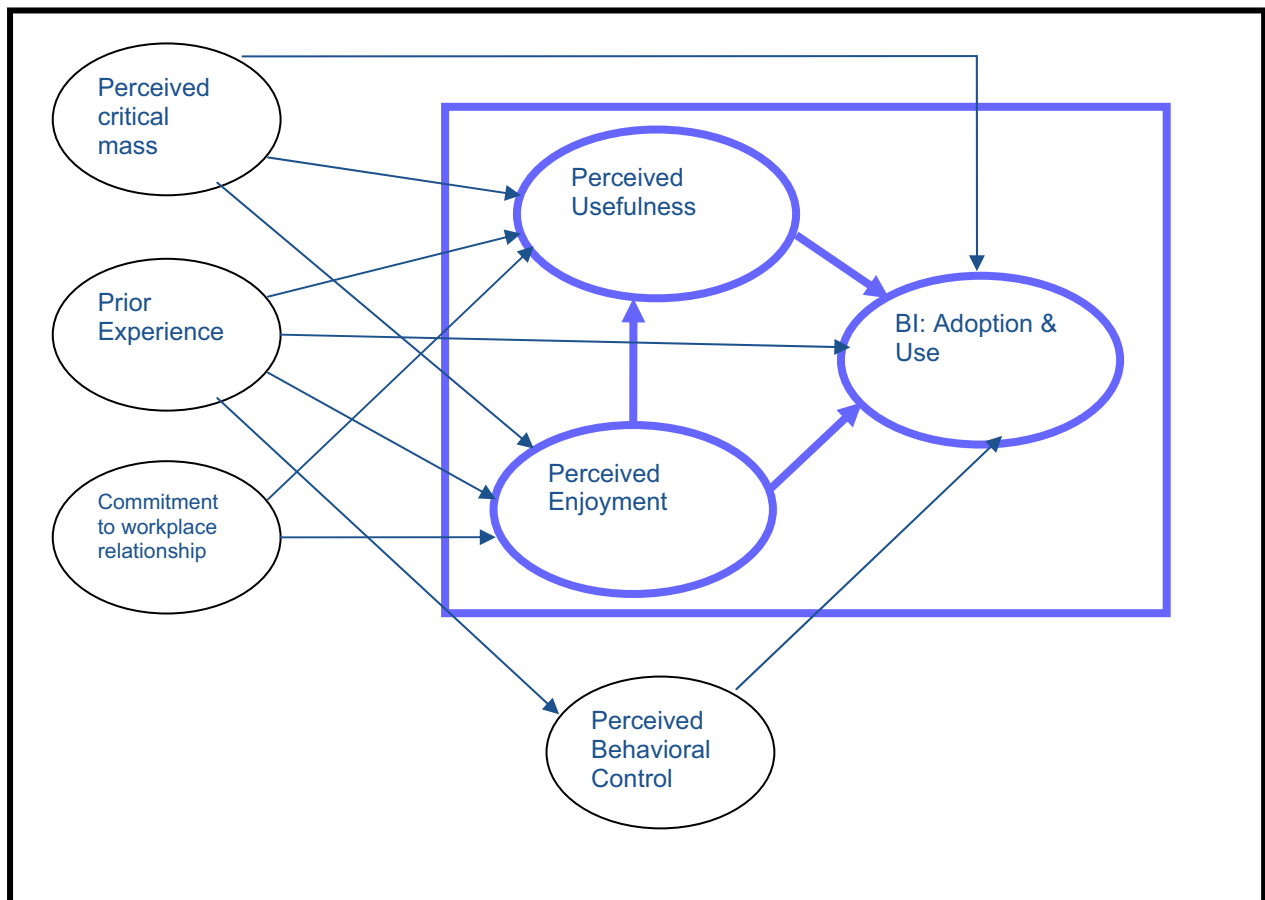 Perceived
critical
mass
Perceived
Usefulness
Prior
Experience
BI: Adoption &
Use
Perceived
Enjoyment
Commitment
to workplace
relationship
Perceived
Behavioral
Control